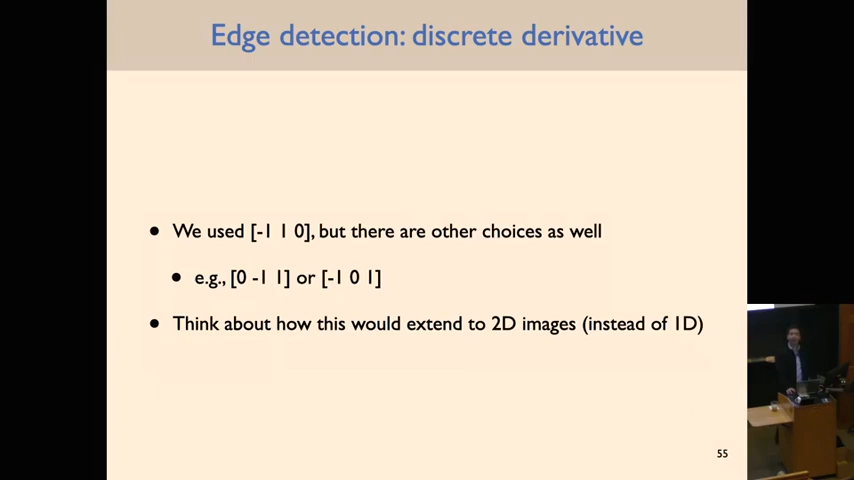 Edge detection: discrete derivative
• We used [-1 1 0], but there are other choices as well
• e.g., [0 -1 1] or [-1 0 1]
• Think about how this would extend to 2D images (instead of 1D)
55